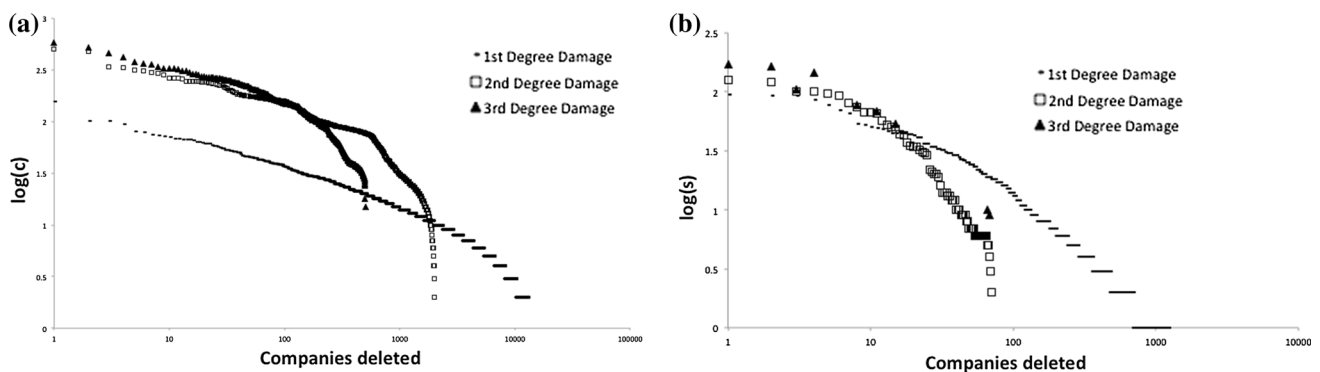 (a)
3
2.5
2
1.5
1
0.5
0
log(c)
1st Degree Damage
2nd Degree Damage
3rd Degree Damage
1 10 100 1000 10000 100000
Companies deleted
(b)
2.5
2
1.5
1
0.5
0
log(s)
1st Degree Damage
2nd Degree Damage
3rd Degree Damage
1 10 100 1000 10000
Companies deleted